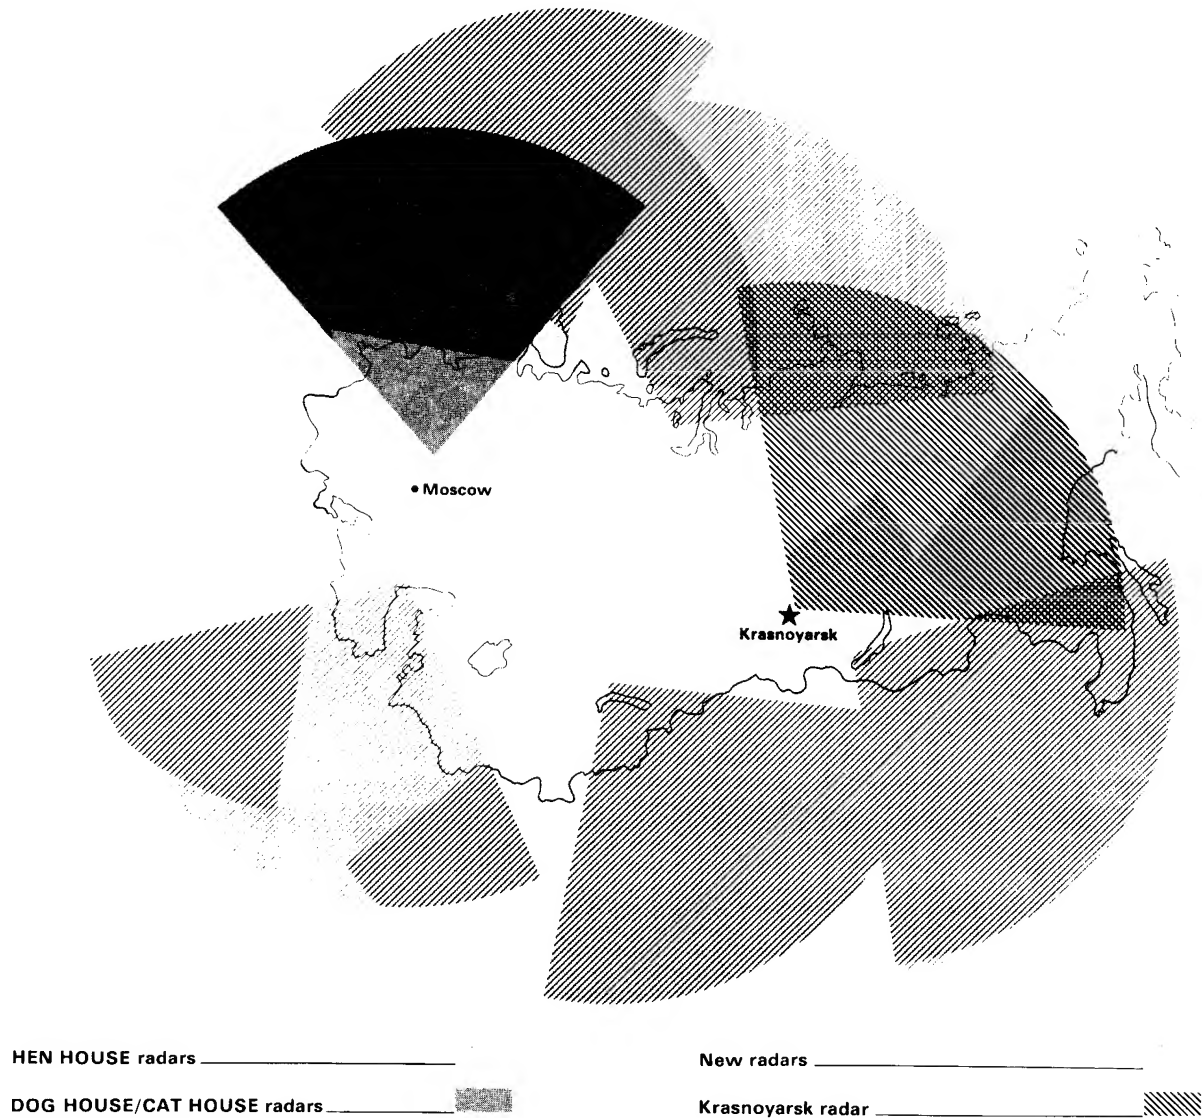 • Moscow
Krasnoyarsk
HEN HOUSE radars
New radars
DOG HOUSE/CAT HOUSE radars
Krasnoyarsk radar